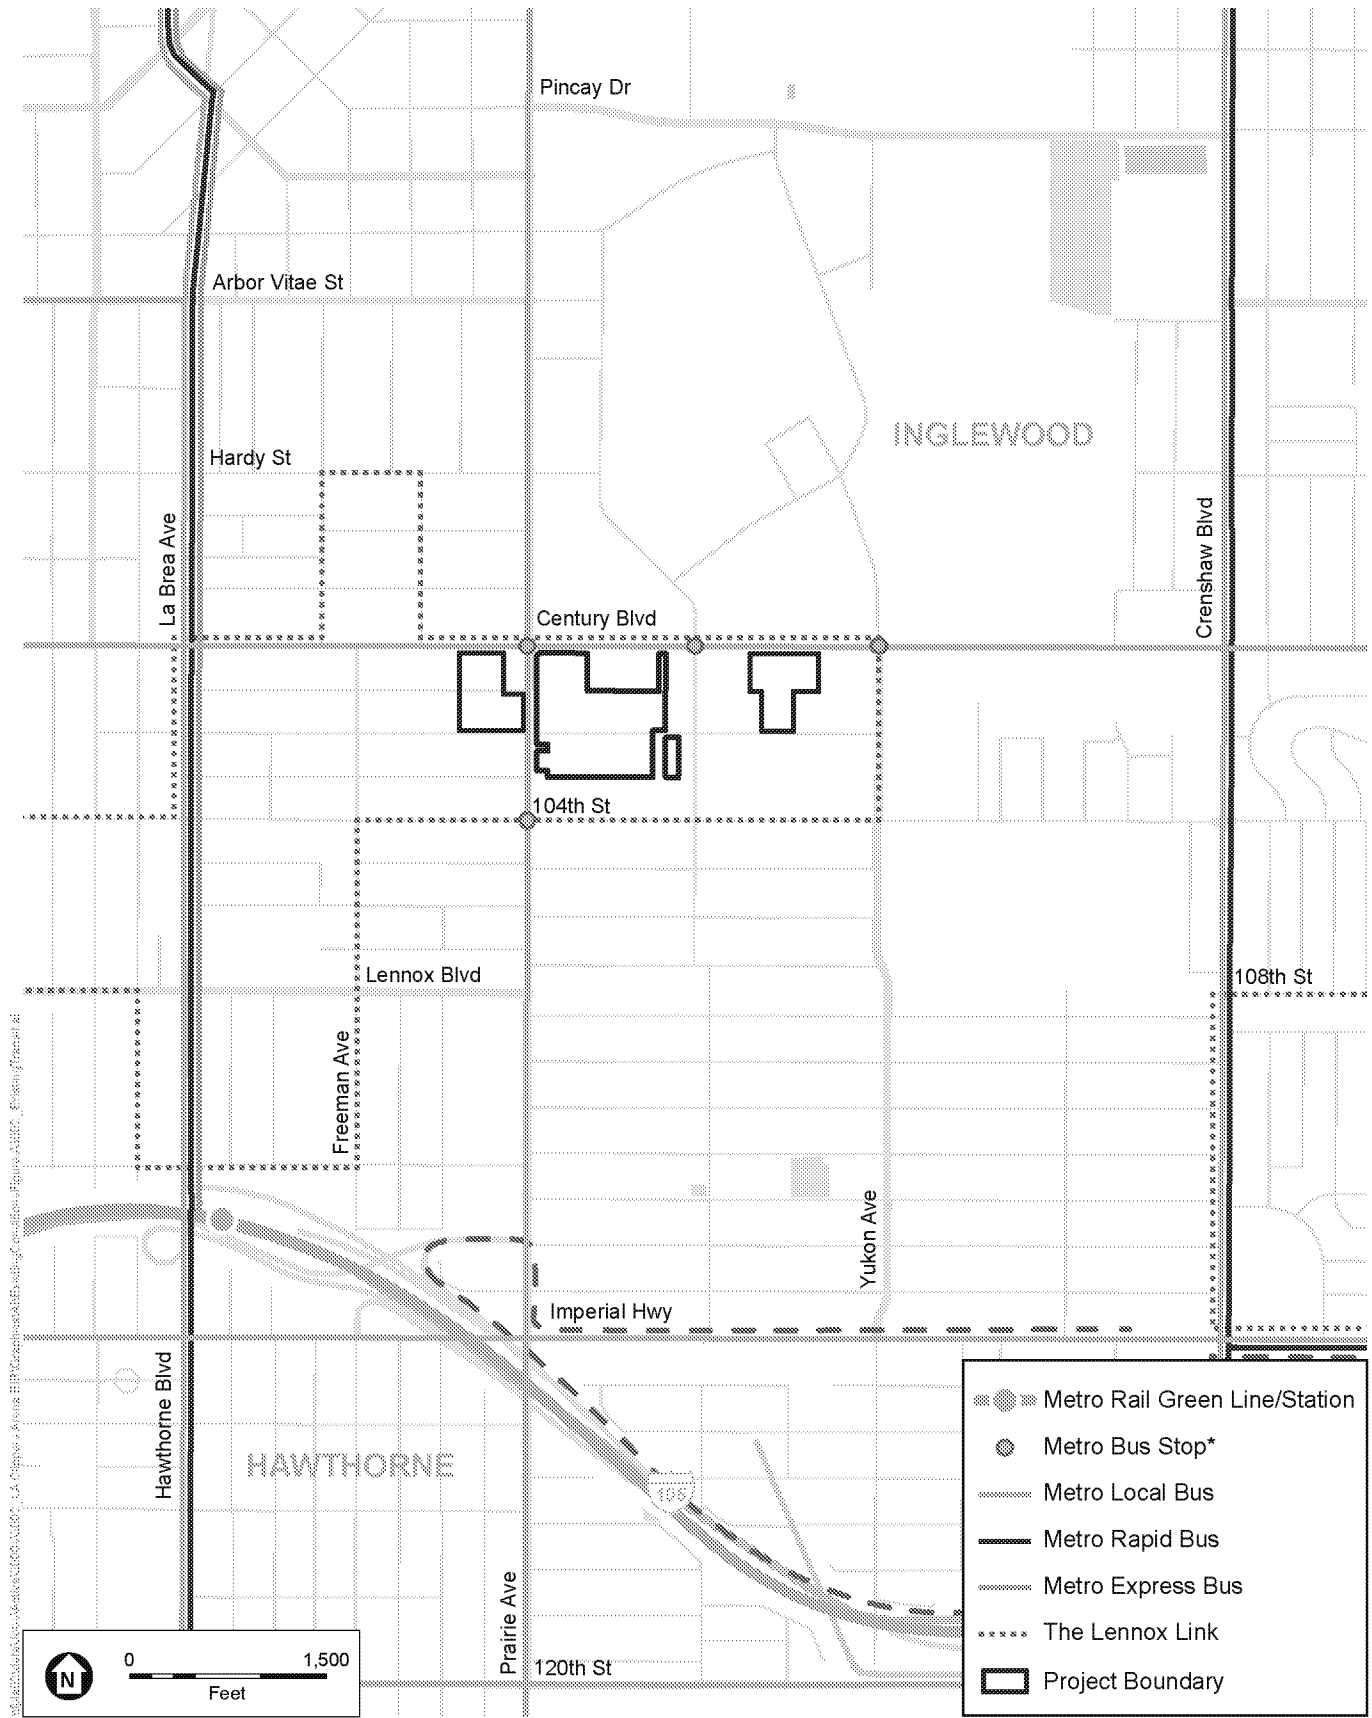 Pincay Dr
Arbor Vitae St
INGLEWOOD
Hardy St
La Brea Ave
Crenshaw Blvd
Century Blvd
104th St
Lennox Blvd
108th St
Freeman Ave
Yukon Ave
Imperial Hwy
Hawthorne Blvd
HAWTHORNE
105
Prairie Ave
120th St
Metro Rail Green Line/Station
Metro Bus Stop*
Metro Local Bus
Metro Rapid Bus
Metro Express Bus
The Lennox Link
Project Boundary
N
0 1,500
Feet